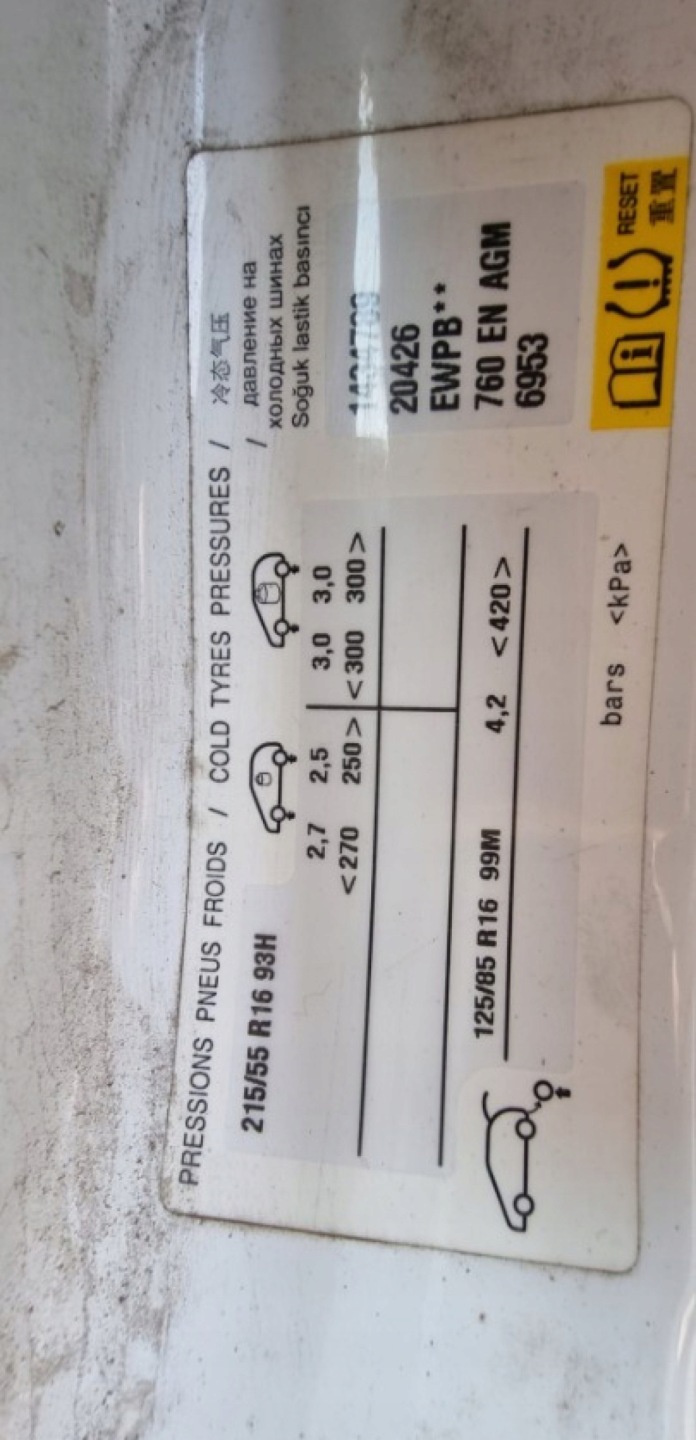 PRESSIONS PNEUS FROIDS / COLD TYRES PRESSURES / 冷态气压
/ давление на
холодных шинах
Soğuk lastik basıncı
215/55 R16 93H
2,7 2,5 3,0 3,0
<270 250> <300 300>
125/85 R16 99M 4,2 <420>
bars <kPa>
20426
EWPB**
760 EN AGM
6953
RESET
重置